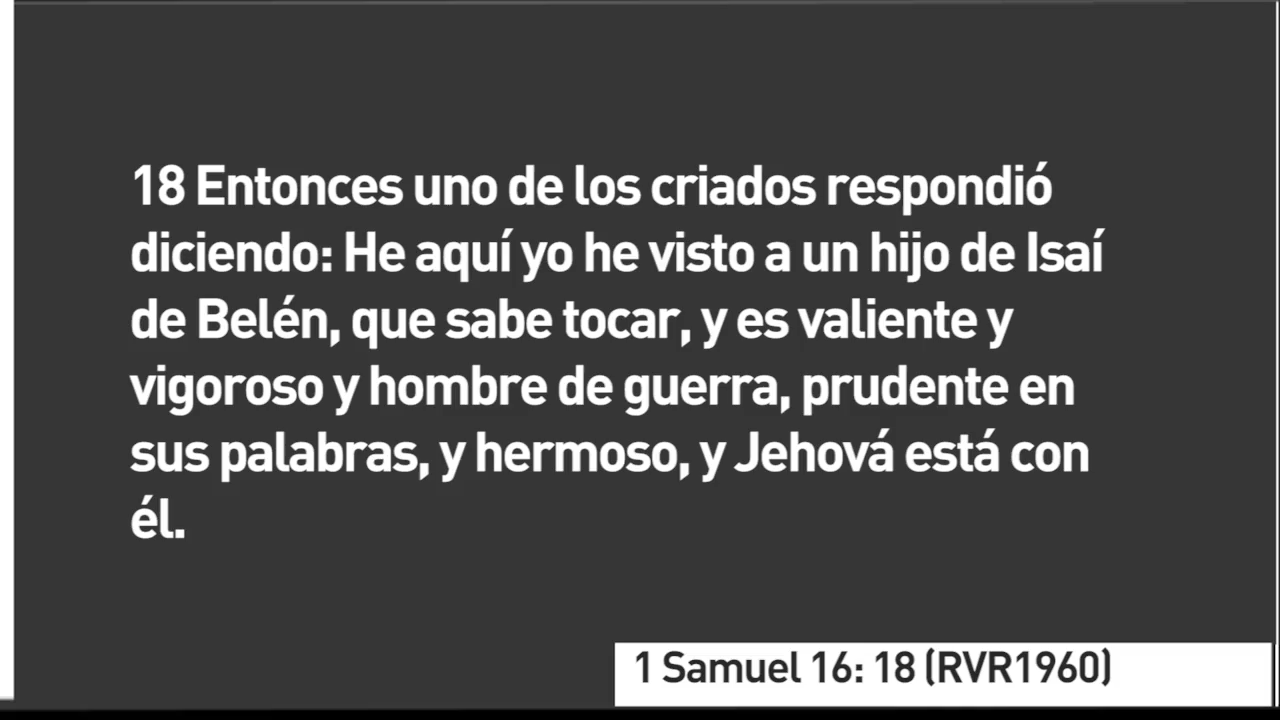 18 Entonces uno de los criados respondió
diciendo: He aquí yo he visto a un hijo de Isaí
de Belén, que sabe tocar, y es valiente y
vigoroso y hombre de guerra, prudente en
sus palabras, y hermoso, y Jehová está con
él.
1 Samuel 16: 18 (RVR1960)